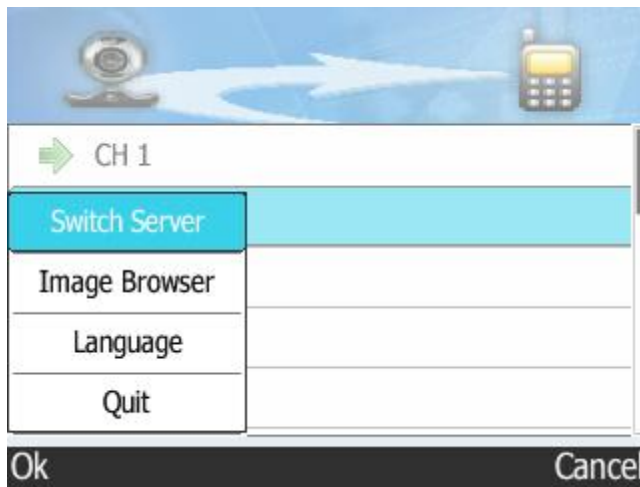 CH 1
Switch Server
Image Browser
Language
Quit
Ok
Cancel